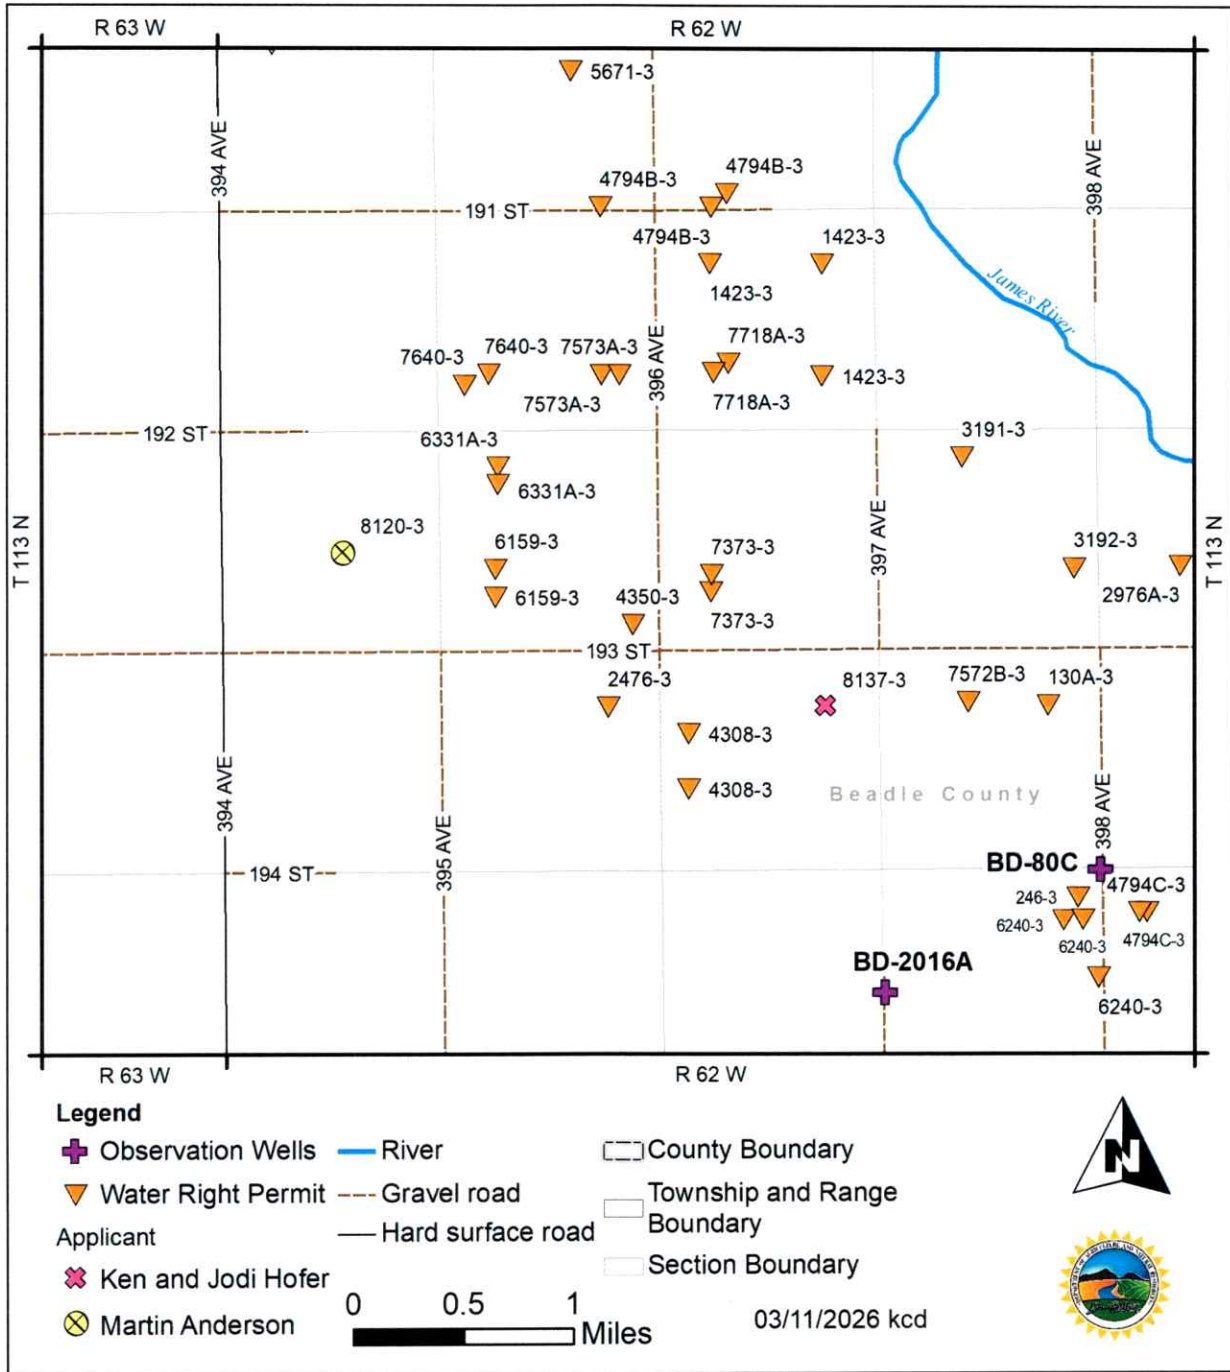 R 63 W
R 62 W
5671-3
394 AVE
398 AVE
4794B-3
4794B-3
191 ST
4794B-3
1423-3
1423-3
James River
396 AVE
7718A-3
7640-3
7640-3
7573A-3
1423-3
7573A-3
7718A-3
192 ST
6331A-3
3191-3
6331A-3
T 113 N
8120-3
6159-3
7373-3
397 AVE
3192-3
T 113 N
6159-3
4350-3
7373-3
2976A-3
193 ST
2476-3
8137-3
7572B-3
130A-3
4308-3
4308-3
394 AVE
Beadle County
398 AVE
395 AVE
BD-80C
194 ST
4794C-3
246-3
6240-3
6240-3
4794C-3
BD-2016A
6240-3
R 63 W
R 62 W
Legend
Observation Wells
River
County Boundary
Water Right Permit
Gravel road
Township and Range
Boundary
Applicant
Hard surface road
Section Boundary
Ken and Jodi Hofer
Martin Anderson
0 0.5 1
Miles
03/11/2026 kcd
N